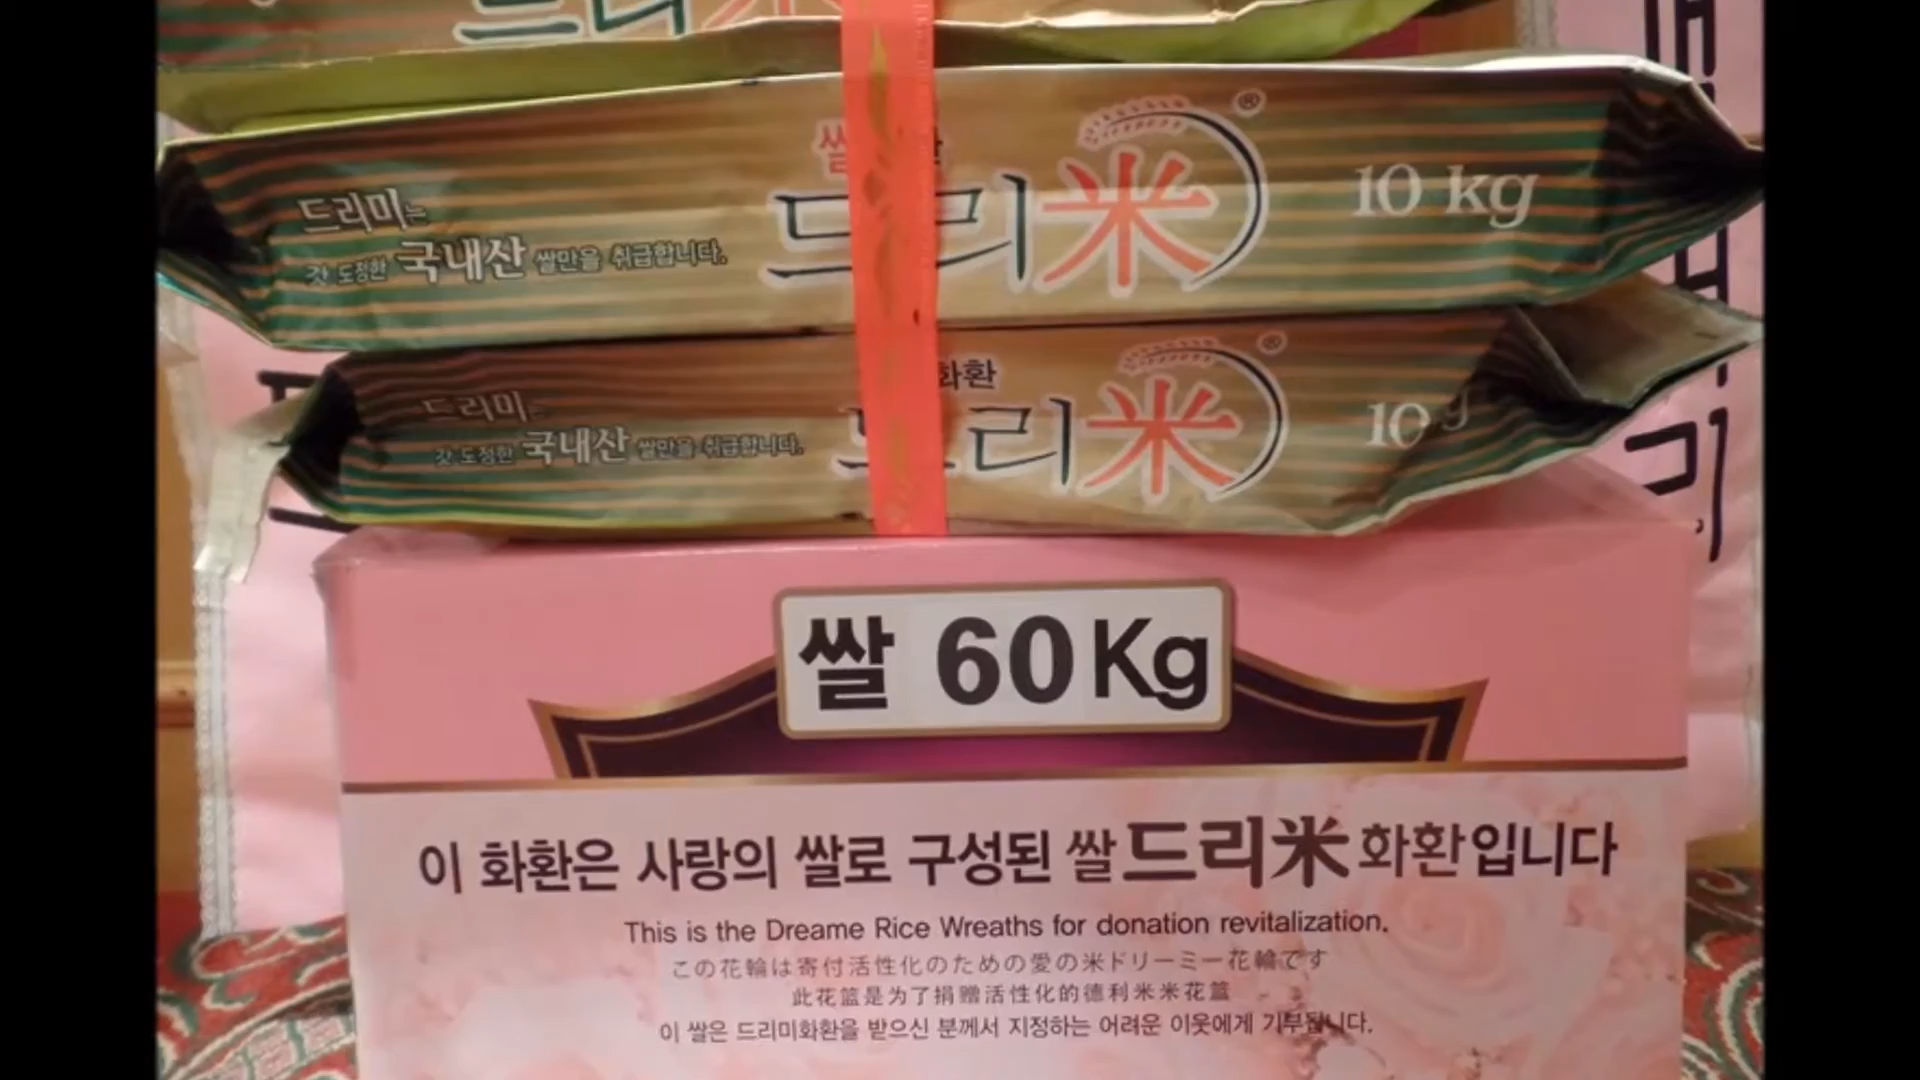 드리米
드리미는
갓 도정한 국내산 쌀만을 취급합니다.
드리米®
10 kg
드리미는
갓 도정한 국내산 쌀만을 취급합니다.
화환
드리米®
10
쌀 60Kg
이 화환은 사랑의 쌀로 구성된 쌀드리米화환입니다
This is the Dreame Rice Wreaths for donation revitalization.
この花輪は寄付活性化のための愛の米ドリーミー花輪です
此花篮是为了捐赠活性化的德利米米花篮
이 쌀은 드리미화환을 받으신 분께서 지정하는 어려운 이웃에게 기부됩니다.